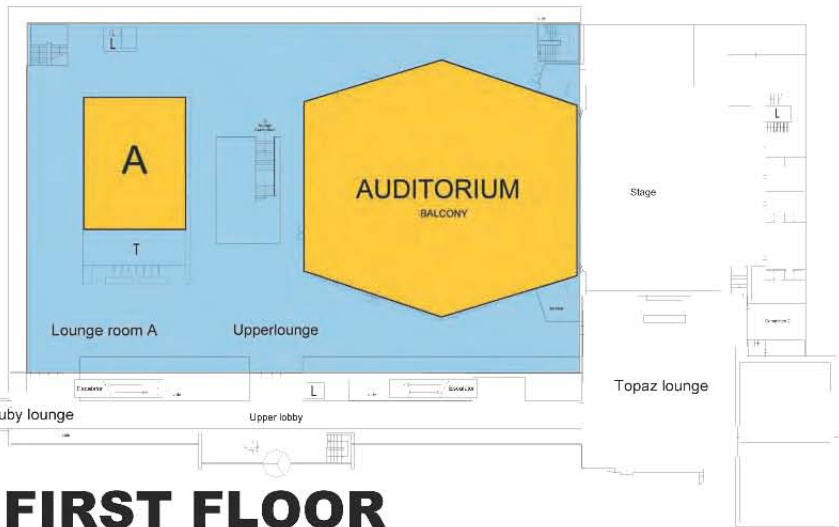 L
A
AUDITORIUM
BALCONY
L
Stage
T
Lounge room A
Upperlounge
Escalator
L
Escalator
Topaz lounge
uby lounge
Upper lobby
FIRST FLOOR